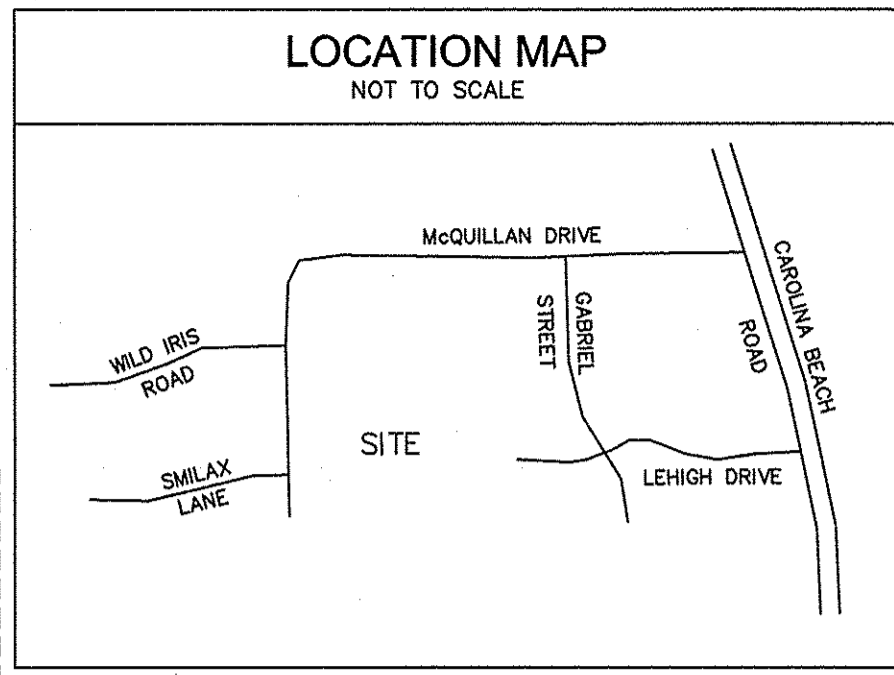 LOCATION MAP
NOT TO SCALE
McQUILLAN DRIVE
CAROLINA BEACH
ROAD
GABRIEL
STREET
WILD IRIS
ROAD
SITE
SMILAX
LANE
LEHIGH DRIVE